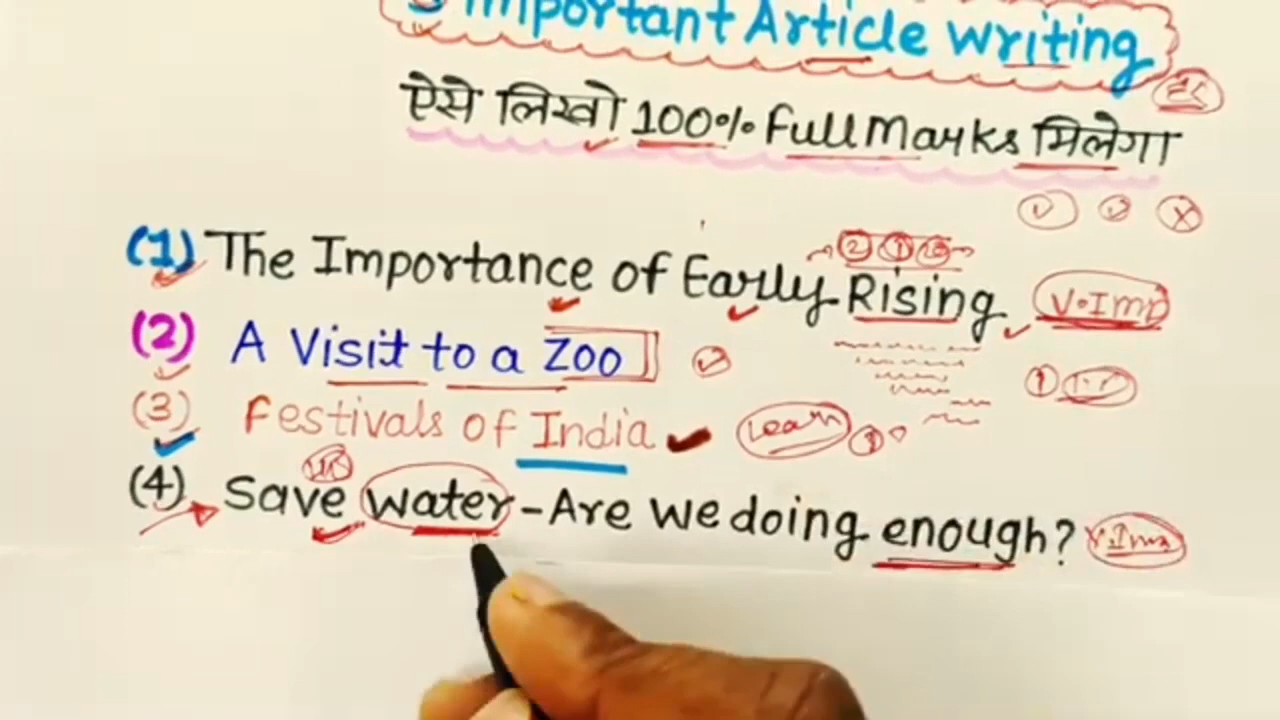 Important Article Writing
ऐसे लिखो 100% Full Marks मिलेगा
(1) The Importance of Early Rising V.Imp
(2) A Visit to a Zoo
(3) Festivals of India Learn
(4) Save water - Are We doing enough? V.Imp